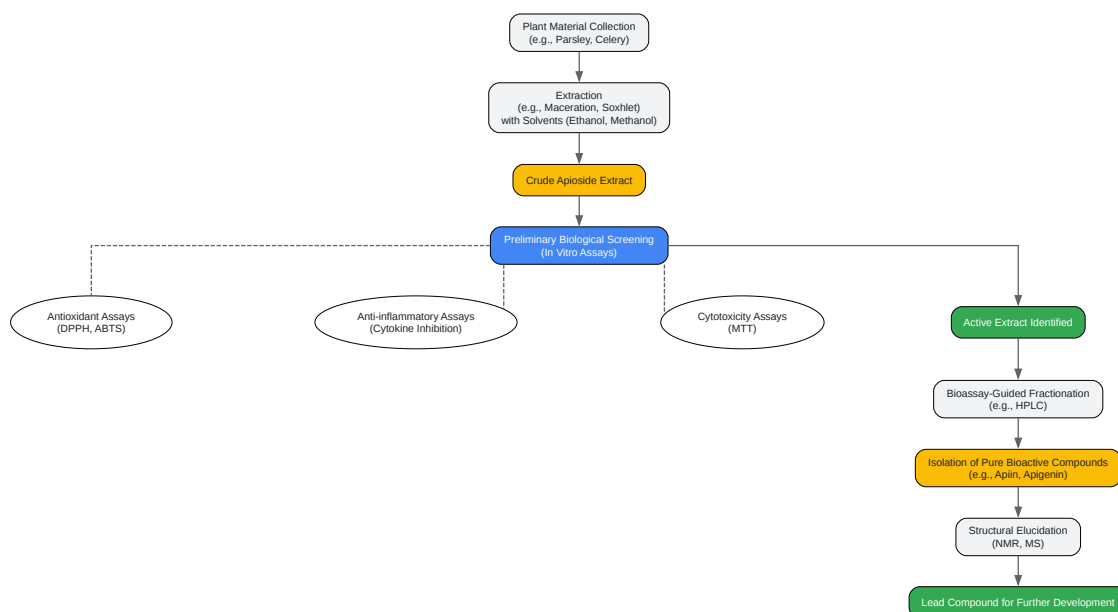 Plant Material Collection
(e.g., Parsley, Celery)
Extraction
(e.g., Maceration, Soxhlet)
with Solvents (Ethanol, Methanol)
Crude Apioside Extract
Preliminary Biological Screening
(In Vitro Assays)
Antioxidant Assays
(DPPH, ABTS)
Anti-inflammatory Assays
(Cytokine Inhibition)
Cytotoxicity Assays
(MTT)
Active Extract Identified
Bioassay-Guided Fractionation
(e.g., HPLC)
Isolation of Pure Bioactive Compounds
(e.g., Apiin, Apigenin)
Structural Elucidation
(NMR, MS)
Lead Compound for Further Development